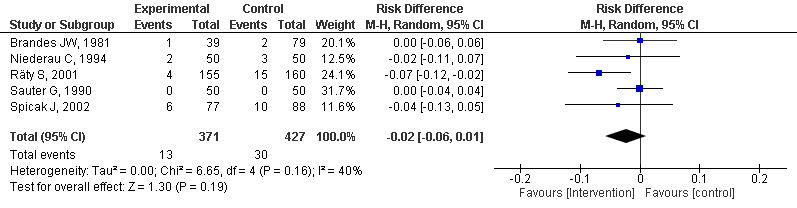 Experimental Control Risk Difference Risk Difference
Study or Subgroup Events Total Events Total Weight M-H, Random, 95% CI M-H, Random, 95% CI
Brandes JW, 1981 1 39 2 79 20.1% 0.00 [-0.06, 0.06]
Niederau C, 1994 2 50 3 50 12.5% -0.02 [-0.11, 0.07]
Räty S, 2001 4 155 15 160 24.1% -0.07 [-0.12, -0.02]
Sauter G, 1990 0 50 0 50 31.7% 0.00 [-0.04, 0.04]
Spicak J, 2002 6 77 10 88 11.6% -0.04 [-0.13, 0.05]
Total (95% CI) 371 427 100.0% -0.02 [-0.06, 0.01]
Total events 13 30
Heterogeneity: Tau² = 0.00; Chi² = 6.65, df = 4 (P = 0.16); I² = 40%
Test for overall effect: Z = 1.30 (P = 0.19)
-0.2 -0.1 0 0.1 0.2
Favours [Intervention] Favours [control]